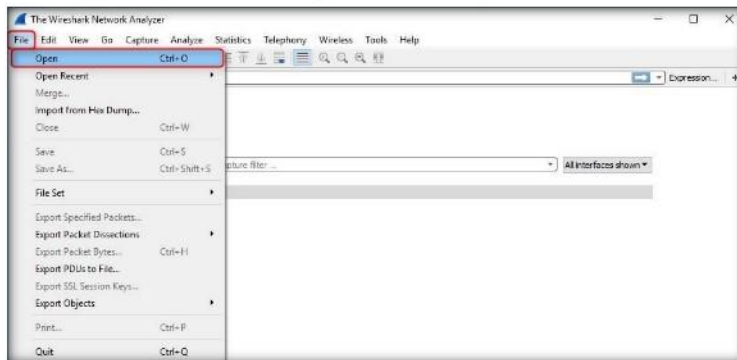 The Wireshark Network Analyzer
File Edit View Go Capture Analyze Statistics Telephony Wireless Tools Help
Open Ctrl+O
Open Recent
Expression... +
Merge...
Import from Hex Dump...
Close Ctrl+W
Save Ctrl+S
Save As... Ctrl+Shift+S
pture filter ...
All interfaces shown
File Set
Export Specified Packets...
Export Packet Dissections
Export Packet Bytes... Ctrl+H
Export PDUs to File...
Export SSL Session Keys...
Export Objects
Print... Ctrl+P
Quit Ctrl+Q